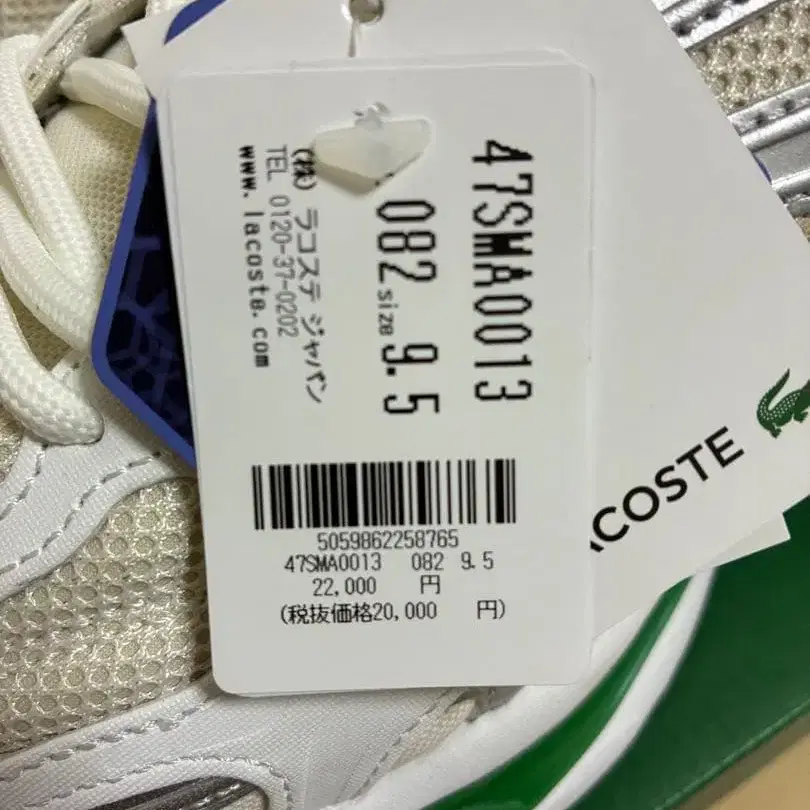 47SMA0013
082 size 9.5
(株) ラコステ ジャパン
TEL 0120-37-0202
www.lacoste.com
5059862258765
47SMA0013 082 9.5
22,000 円
(税抜価格20,000 円)
ACOSTE